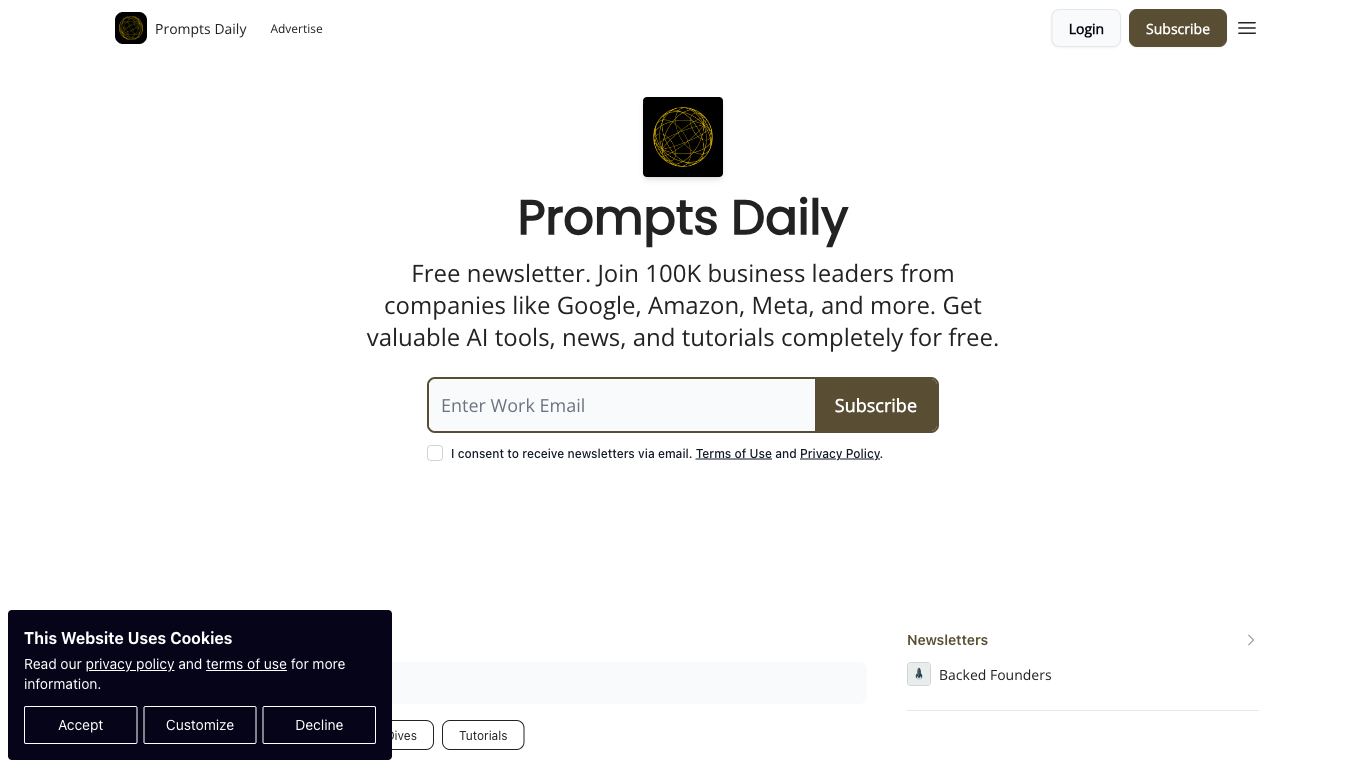 Prompts Daily
Advertise
Login
Subscribe
Prompts Daily
Free newsletter. Join 100K business leaders from
companies like Google, Amazon, Meta, and more. Get
valuable AI tools, news, and tutorials completely for free.
Enter Work Email
Subscribe
I consent to receive newsletters via email. Terms of Use and Privacy Policy.
This Website Uses Cookies
Read our privacy policy and terms of use for more
information.
Accept
Customize
Decline
Tutorials
Newsletters
Backed Founders